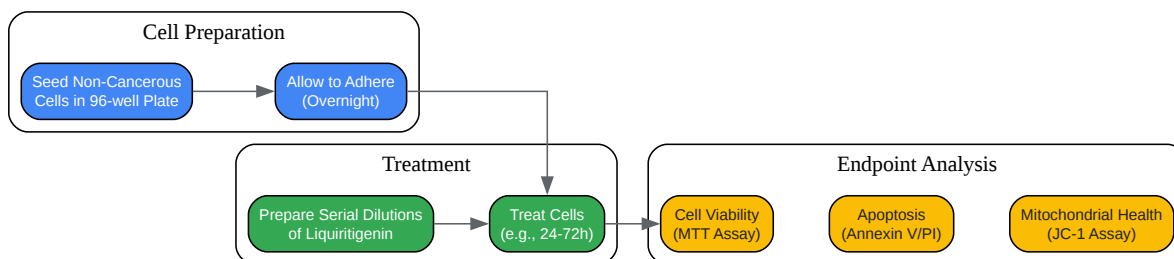 Cell Preparation
Seed Non-Cancerous
Cells in 96-well Plate
Allow to Adhere
(Overnight)
Treatment
Prepare Serial Dilutions
of Liquiritigenin
Treat Cells
(e.g., 24-72h)
Endpoint Analysis
Cell Viability
(MTT Assay)
Apoptosis
(Annexin V/PI)
Mitochondrial Health
(JC-1 Assay)